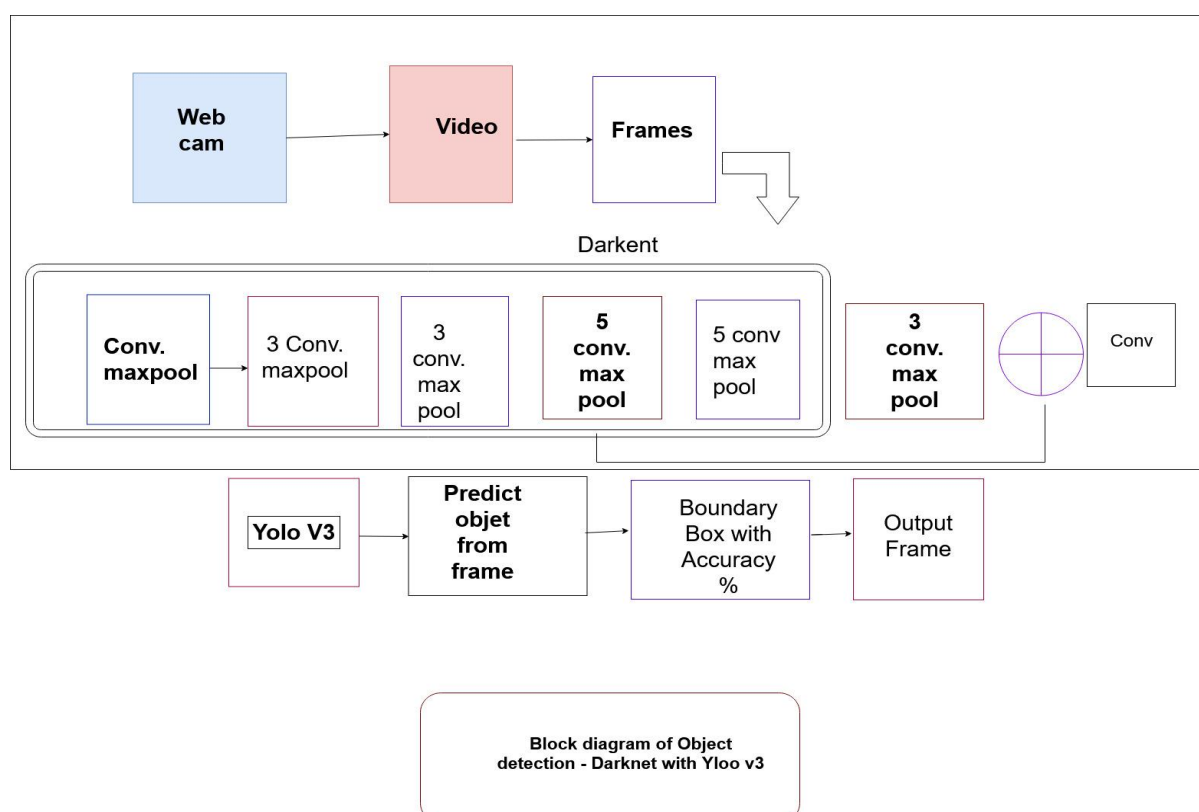 Web
cam
Video
Frames
Darkent
Conv.
maxpool
3 Conv.
maxpool
3
conv.
max
pool
5
conv.
max
pool
5 conv
max
pool
3
conv.
max
pool
Conv
Yolo V3
Predict
objet
from
frame
Boundary
Box with
Accuracy
%
Output
Frame
Block diagram of Object
detection - Darknet with Yloo v3